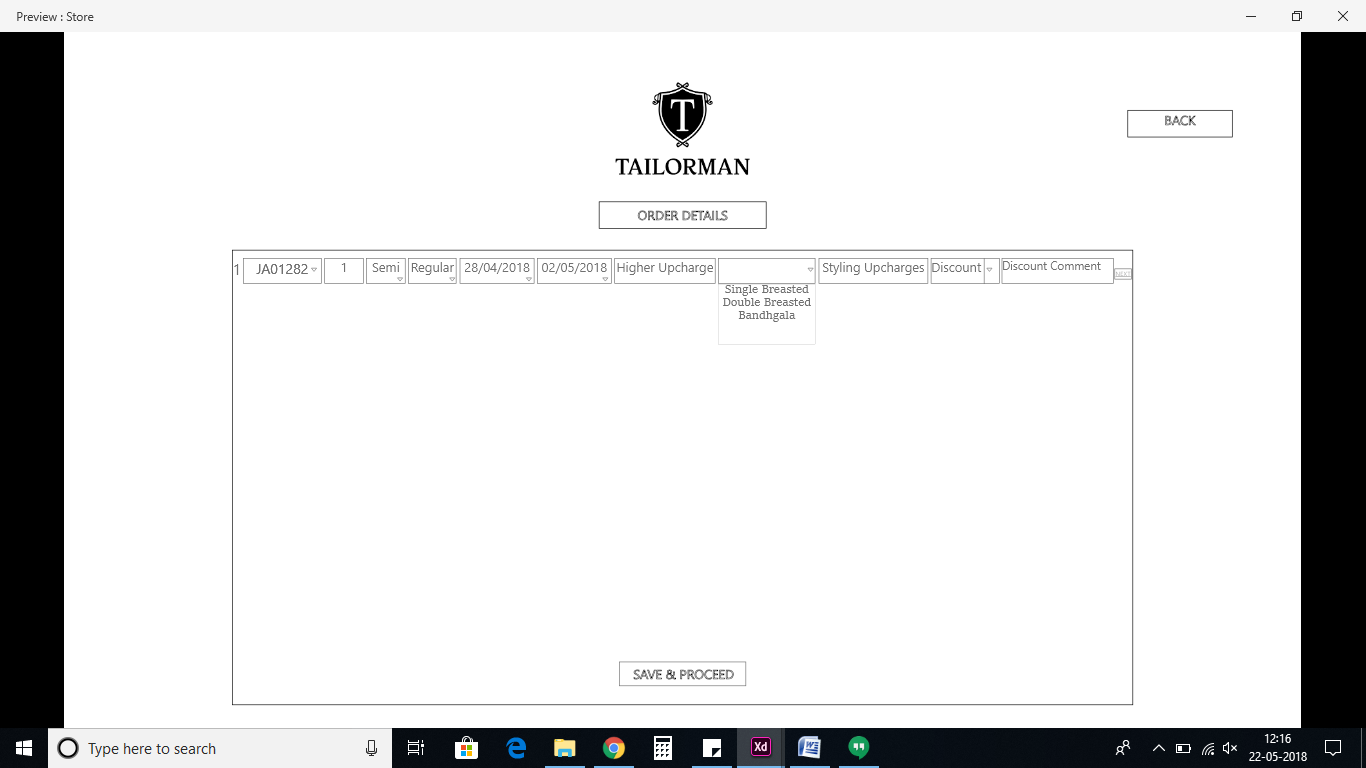 Preview : Store
T
TAILORMAN
BACK
ORDER DETAILS
1 JA01282 1 Semi Regular 28/04/2018 02/05/2018 Higher Upcharge Styling Upcharges Discount Discount Comment NEXT
Single Breasted
Double Breasted
Bandhgala
SAVE & PROCEED
Type here to search
Xd
W
12:16
22-05-2018